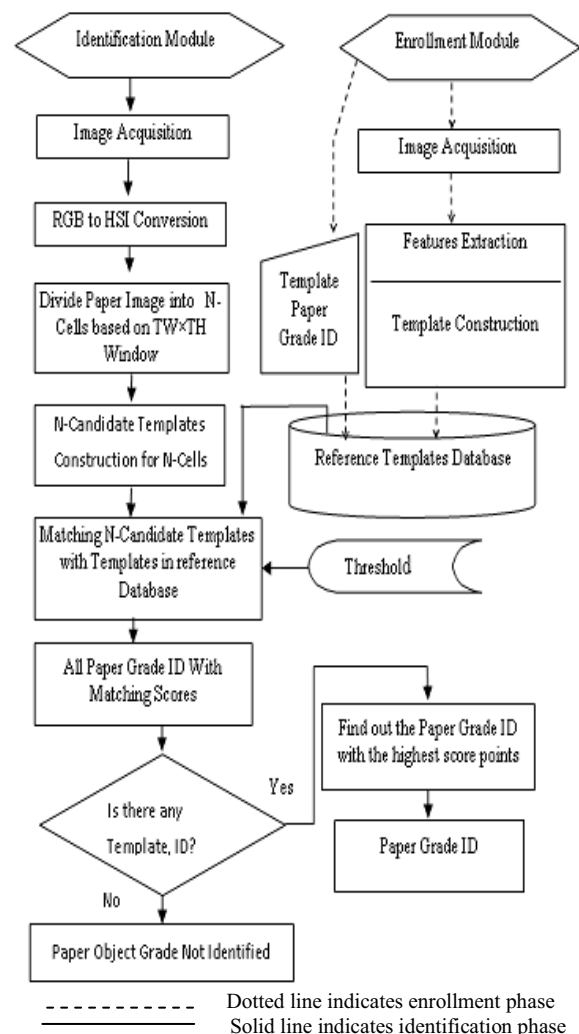 Identification Module
Image Acquisition
RGB to HSI Conversion
Divide Paper Image into N-
Cells based on TW×TH
Window
N-Candidate Templates
Construction for N-Cells
Matching N-Candidate Templates
with Templates in reference
Database
All Paper Grade ID With
Matching Scores
Is there any
Template, ID?
Yes
No
Paper Object Grade Not Identified
Enrollment Module
Image Acquisition
Features Extraction
Template Construction
Template
Paper
Grade ID
Reference Templates Database
Threshold
Find out the Paper Grade ID
with the highest score points
Paper Grade ID
Dotted line indicates enrollment phase
Solid line indicates identification phase